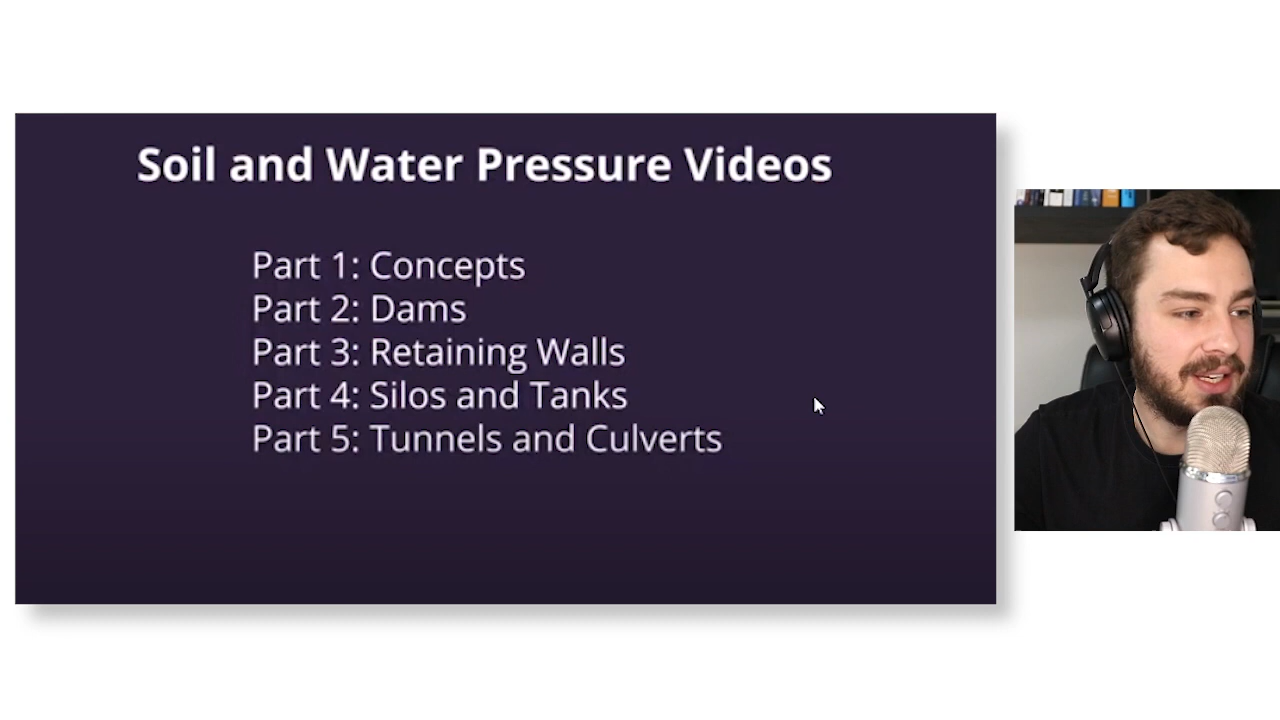 Soil and Water Pressure Videos
Part 1: Concepts
Part 2: Dams
Part 3: Retaining Walls
Part 4: Silos and Tanks
Part 5: Tunnels and Culverts